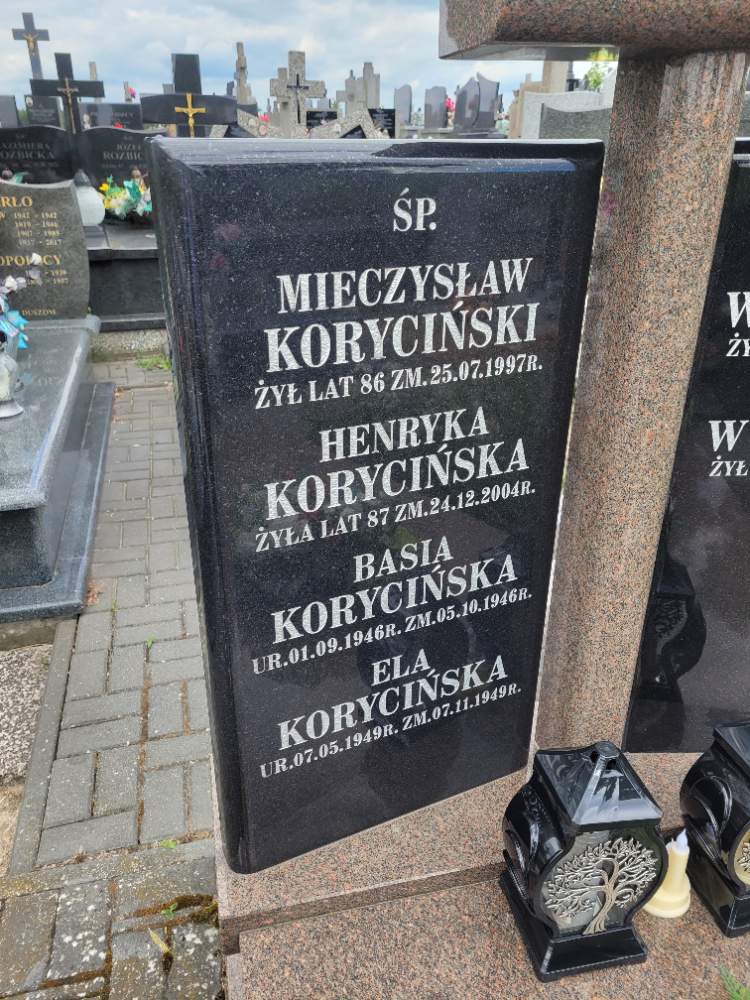 ŚP.
MIECZYSŁAW
KORYCIŃSKI
ŻYŁ LAT 86 ZM.25.07.1997R.
HENRYKA
KORYCIŃSKA
ŻYŁA LAT 87 ZM.24.12.2004R.
BASIA
KORYCIŃSKA
UR.01.09.1946R. ZM.05.10.1946R.
ELA
KORYCIŃSKA
UR.07.05.1949R. ZM.07.11.1949R.
W
ŻY
W
ŻYŁ